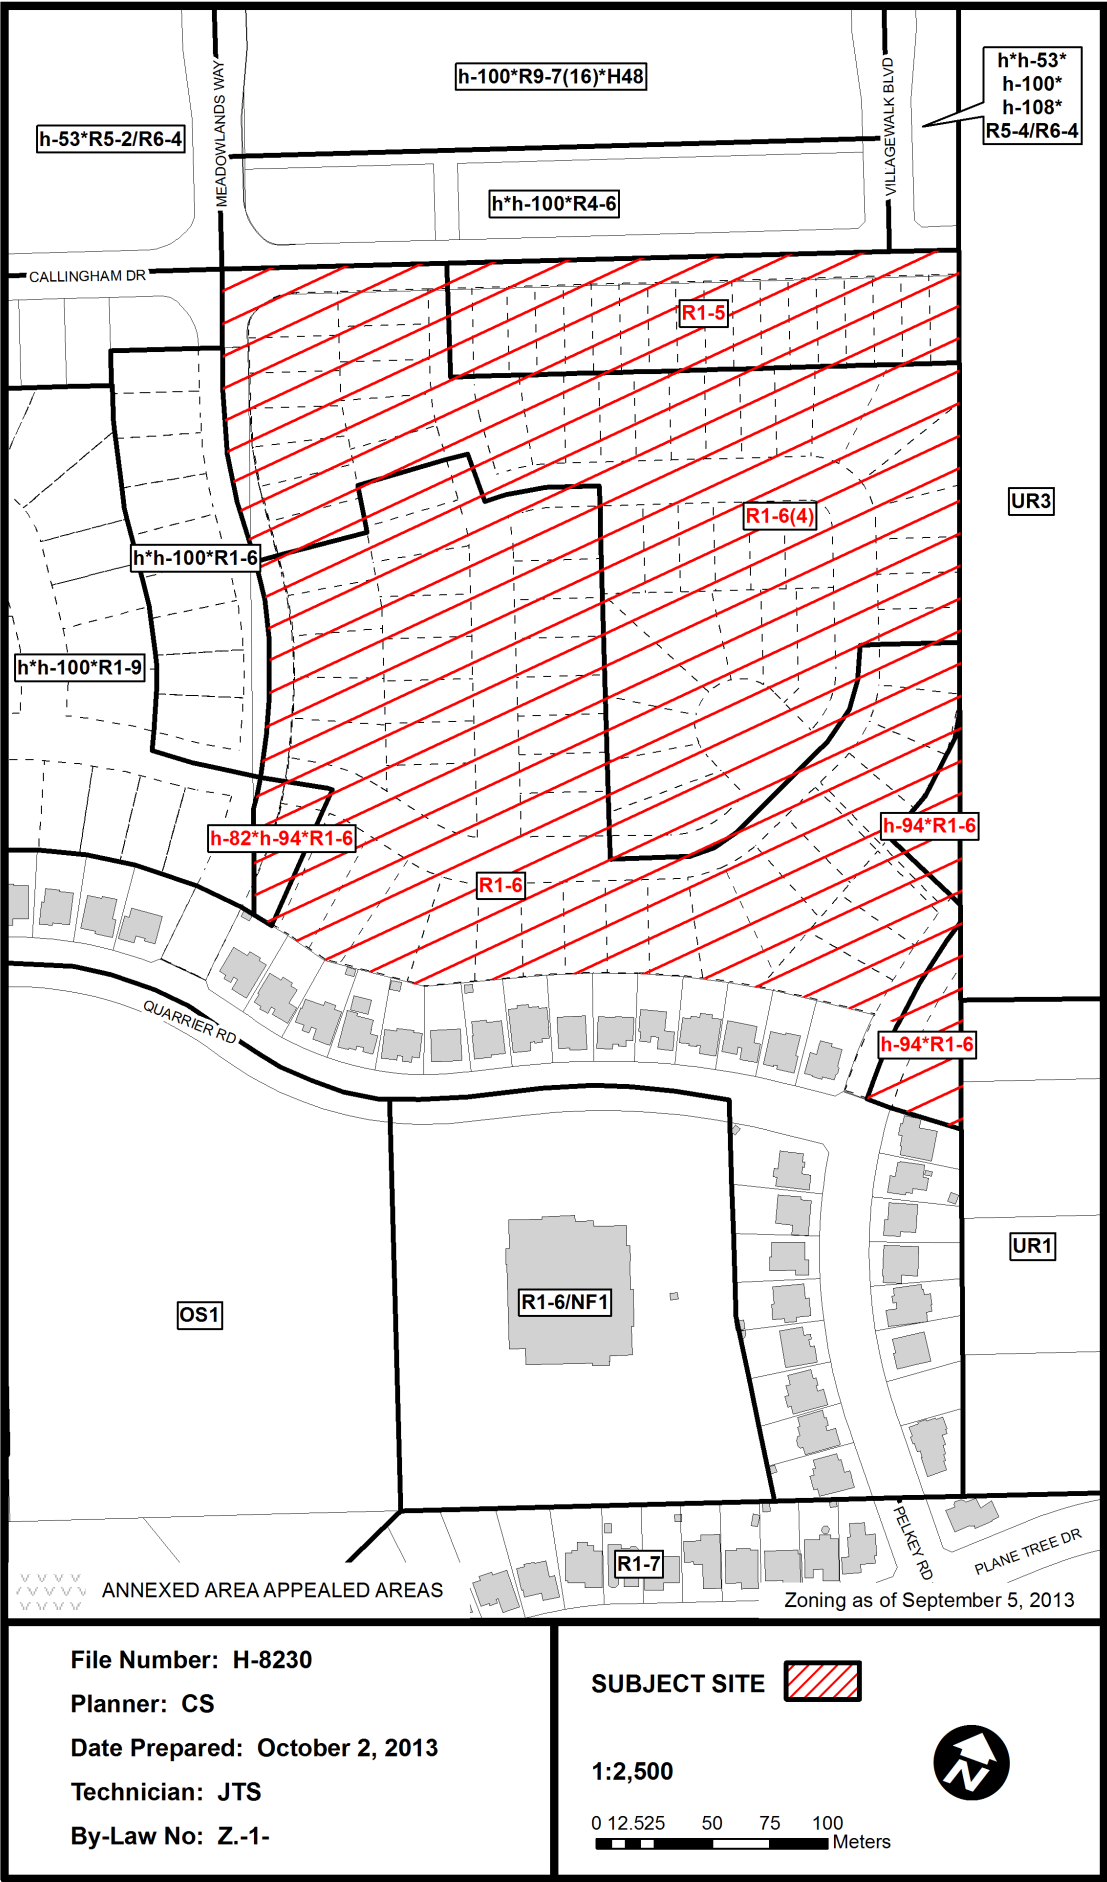 h-100*R9-7(16)*H48
h*h-53*
h-100*
h-108*
R5-4/R6-4
MEADOWLANDS WAY
VILLAGEWALK BLVD
h-53*R5-2/R6-4
h*h-100*R4-6
CALLINGHAM DR
R1-5
UR3
R1-6(4)
h*h-100*R1-6
h*h-100*R1-9
h-82*h-94*R1-6
h-94*R1-6
R1-6
QUARRIER RD
h-94*R1-6
UR1
R1-6/NF1
OS1
PELKEY RD
PLANE TREE DR
R1-7
ANNEXED AREA APPEALED AREAS
Zoning as of September 5, 2013
File Number: H-8230
Planner: CS
Date Prepared: October 2, 2013
Technician: JTS
By-Law No: Z.-1-
SUBJECT SITE
1:2,500
N
0 12.525 50 75 100
Meters